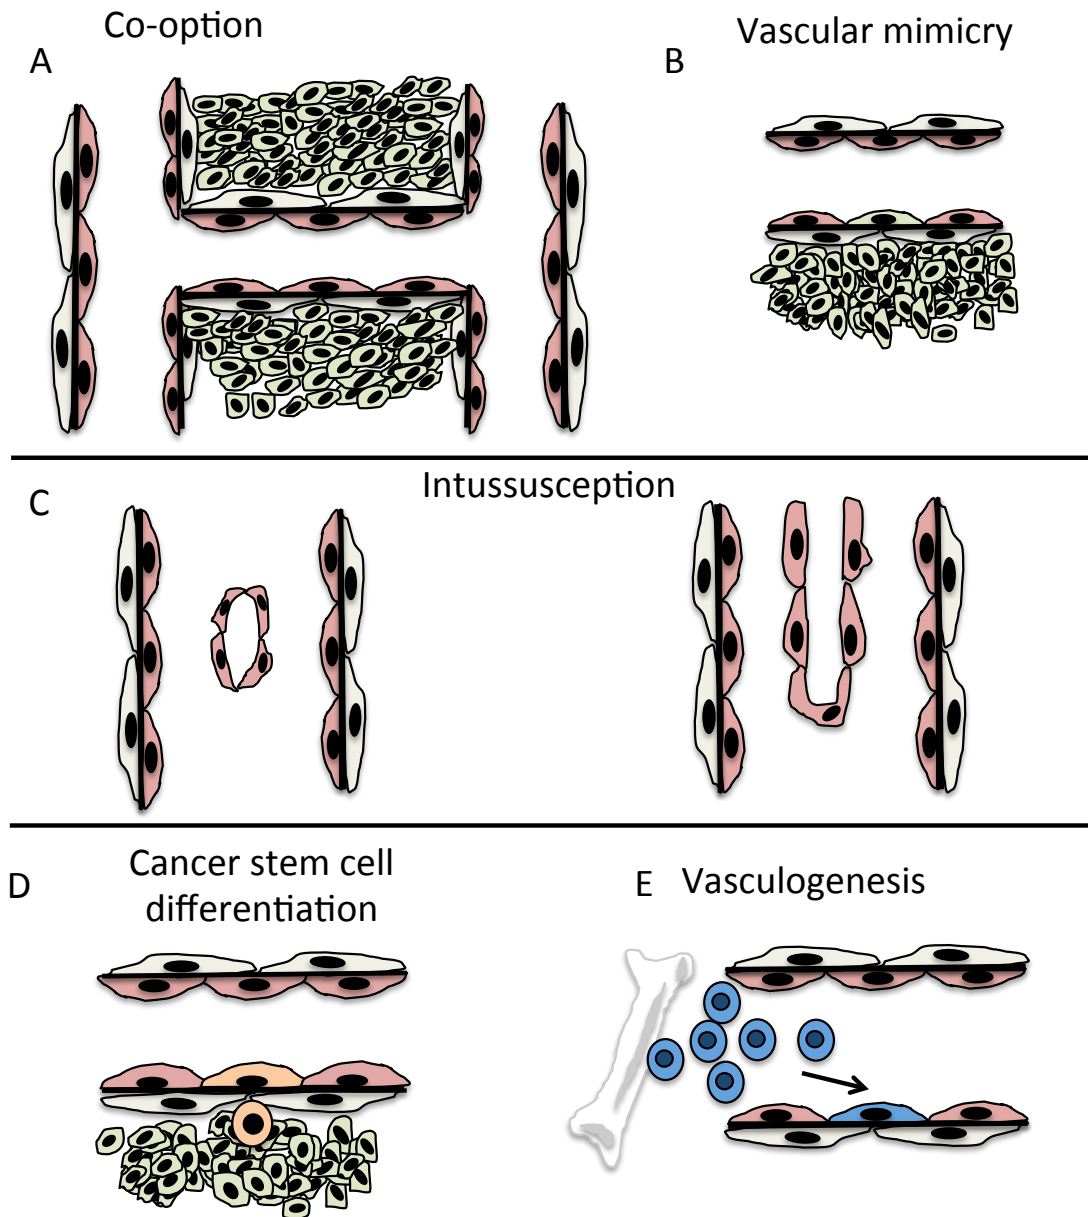 Co-option
A
Vascular mimicry
B
Intussusception
C
Cancer stem cell
differentiation
D
E
Vasculogenesis